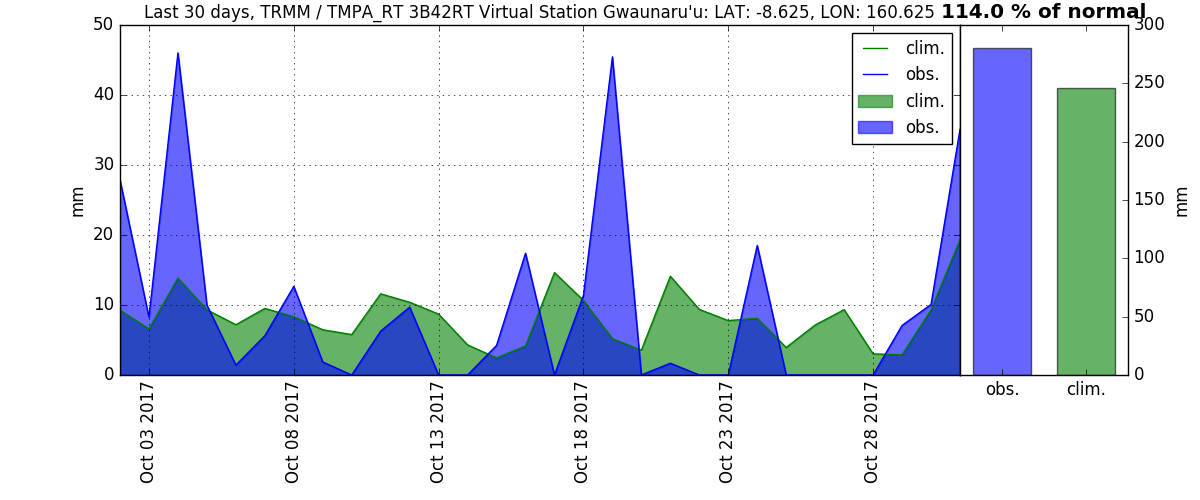 Last 30 days, TRMM / TMPA_RT 3B42RT Virtual Station Gwaunaru'u: LAT: -8.625, LON: 160.625 114.0 % of normal
50
40
30
20
10
0
mm
clim.
obs.
clim.
obs.
300
250
200
150
100
50
0
mm
obs.
clim.
Oct 03 2017
Oct 08 2017
Oct 13 2017
Oct 18 2017
Oct 23 2017
Oct 28 2017